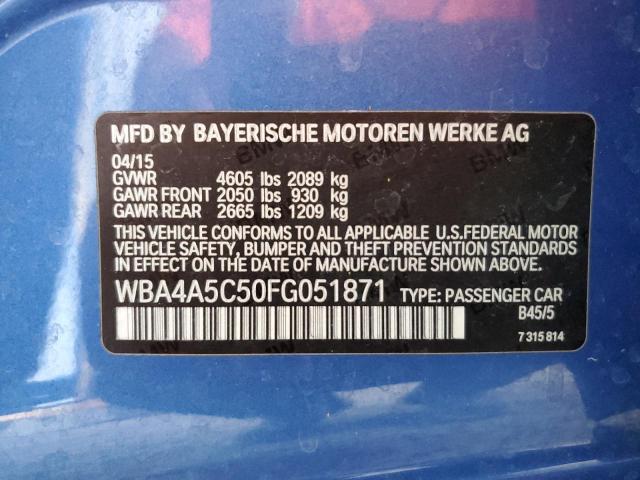 MFD BY BAYERISCHE MOTOREN WERKE AG
04/15
GVWR 4605 lbs 2089 kg
GAWR FRONT 2050 lbs 930 kg
GAWR REAR 2665 lbs 1209 kg
THIS VEHICLE CONFORMS TO ALL APPLICABLE U.S.FEDERAL MOTOR
VEHICLE SAFETY, BUMPER AND THEFT PREVENTION STANDARDS
IN EFFECT ON THE DATE OF MANUFACTURE SHOWN ABOVE.
WBA4A5C50FG051871 TYPE: PASSENGER CAR
B45/5
7 315 814